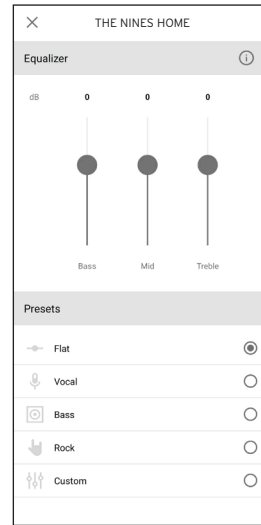 THE NINES HOME
Equalizer
dB 0 0 0
Bass Mid Treble
Presets
Flat
Vocal
Bass
Rock
Custom